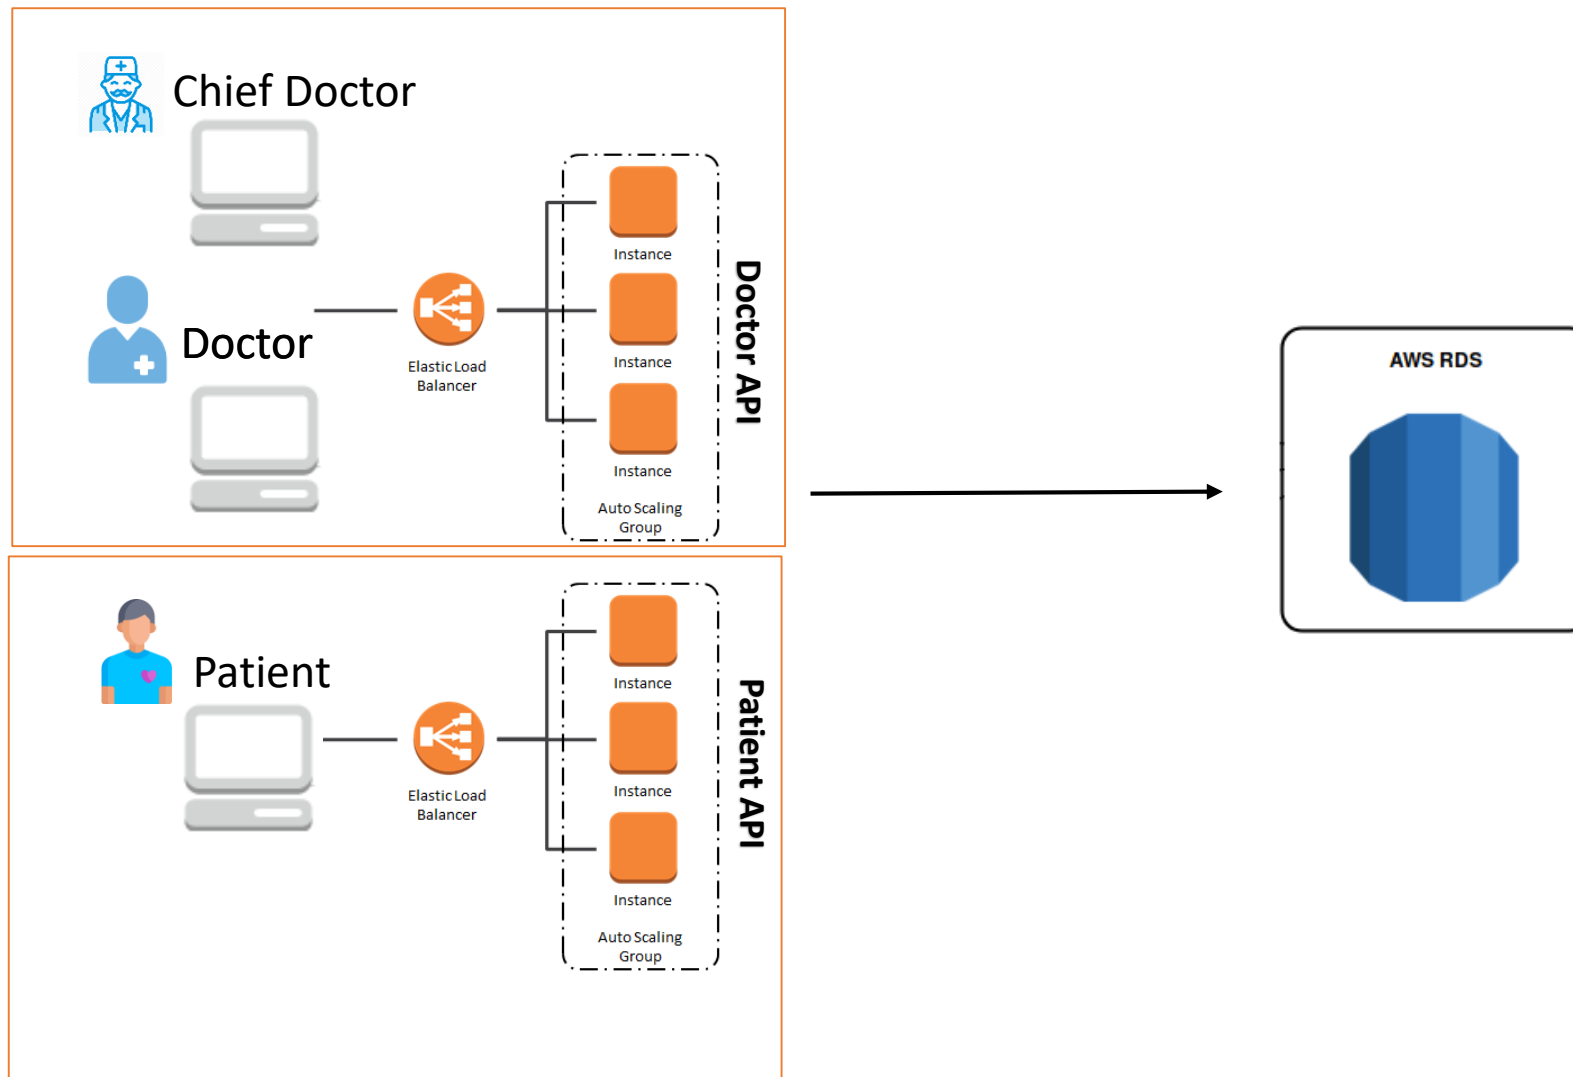 Chief Doctor
Instance
Doctor
Elastic Load
Balancer
Instance
Instance
Auto Scaling
Group
Doctor API
AWS RDS
Patient
Elastic Load
Balancer
Instance
Instance
Instance
Auto Scaling
Group
Patient API